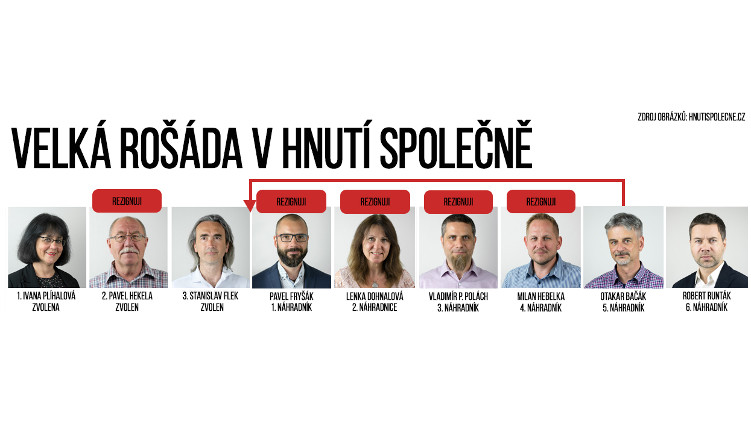 ZDROJ OBRÁZKŮ: HNUTISPOLECNE.CZ
VELKÁ ROŠÁDA V HNUTÍ SPOLEČNĚ
REZIGNUJI
REZIGNUJI
REZIGNUJI
REZIGNUJI
REZIGNUJI
1. IVANA PLÍHALOVÁ
ZVOLENA
2. PAVEL HEKELA
ZVOLEN
3. STANISLAV FLEK
ZVOLEN
PAVEL FRYŠÁK
1. NÁHRADNÍK
LENKA DOHNALOVÁ
2. NÁHRADNICE
VLADIMÍR P. POLÁCH
3. NÁHRADNÍK
MILAN HEBELKA
4. NÁHRADNÍK
OTAKAR BAČÁK
5. NÁHRADNÍK
ROBERT RUNTÁK
6. NÁHRADNÍK